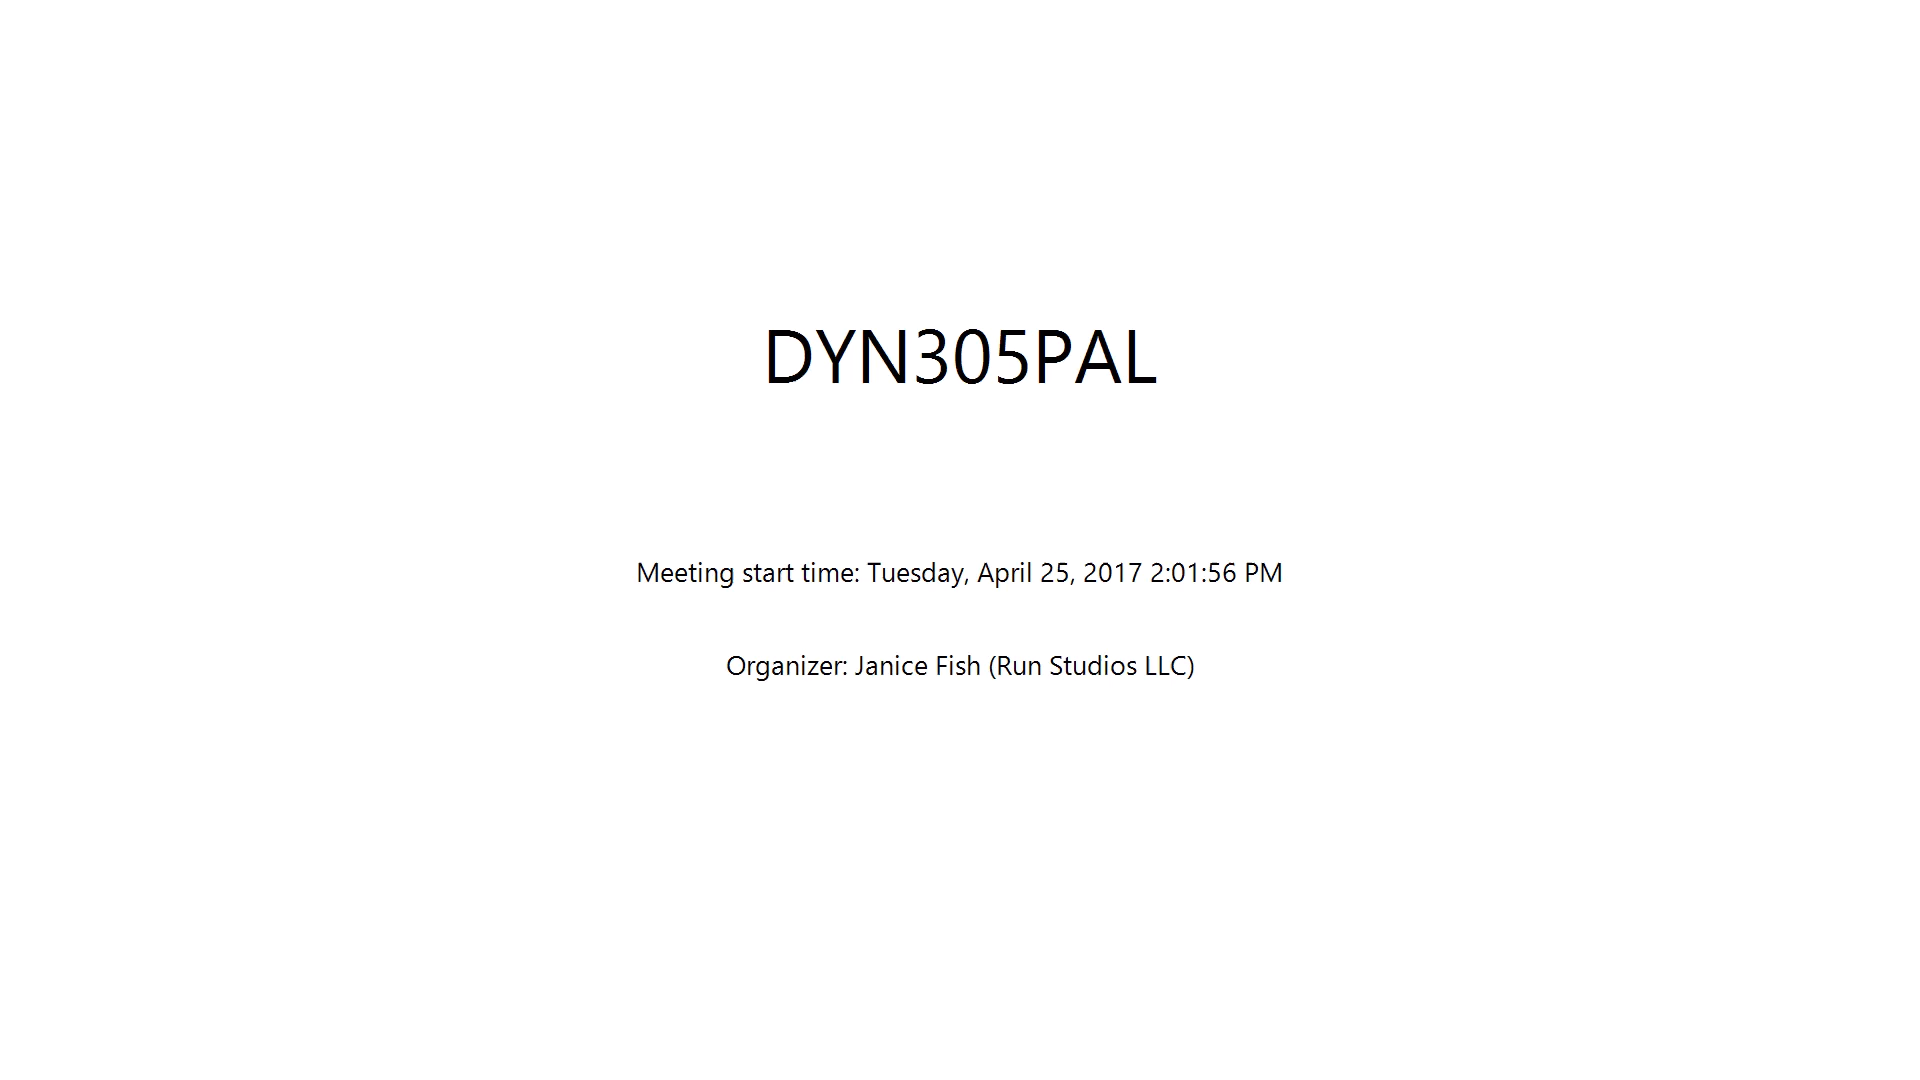 DYN305PAL
Meeting start time: Tuesday, April 25, 2017 2:01:56 PM
Organizer: Janice Fish (Run Studios LLC)